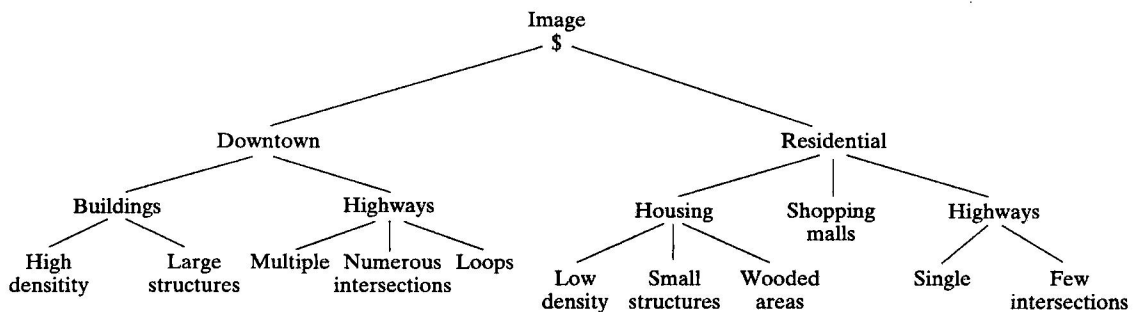 Image
$
Downtown
Residential
Buildings
Highways
Housing
Shopping
malls
Highways
High
densitity
Large
structures
Multiple
Numerous
intersections
Loops
Low
density
Small
structures
Wooded
areas
Single
Few
intersections